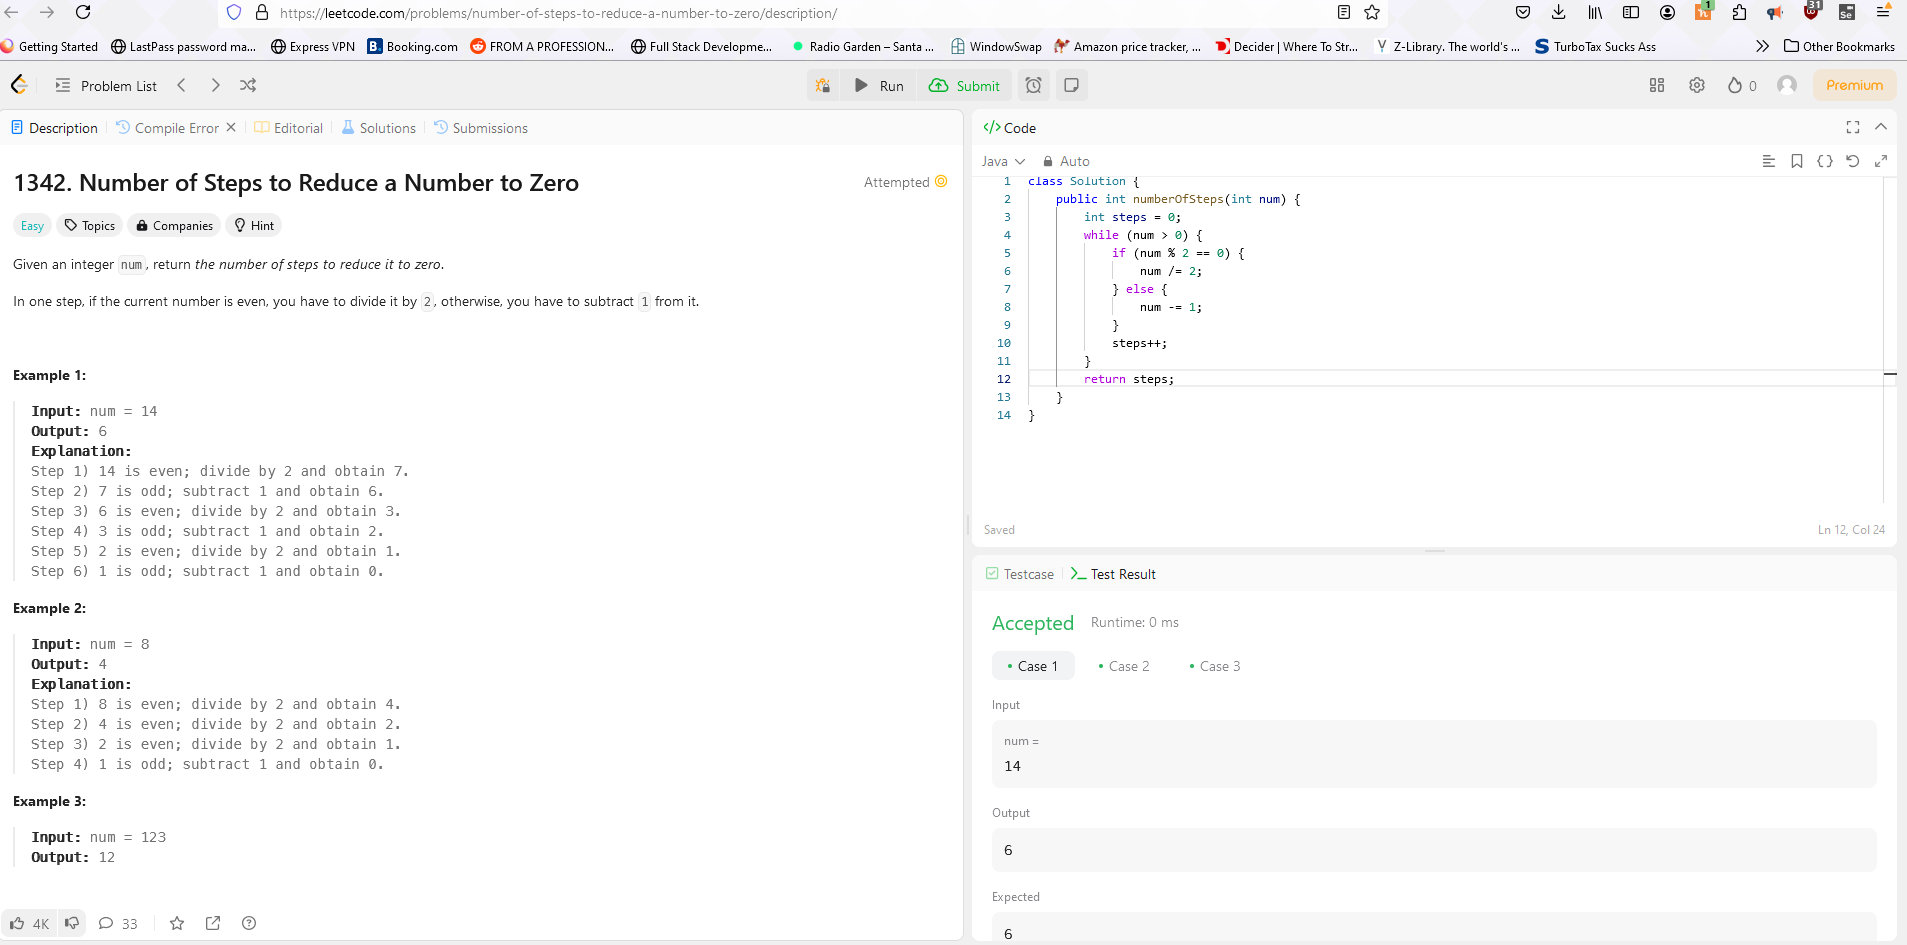 https://leetcode.com/problems/number-of-steps-to-reduce-a-number-to-zero/description/
1
31
Se
Getting Started
LastPass password ma...
Express VPN
B.
Booking.com
FROM A PROFESSION...
Full Stack Developme...
Radio Garden – Santa ...
WindowSwap
Amazon price tracker, ...
Decider | Where To Str...
V
Z-Library. The world's ...
S
TurboTax Sucks Ass
Other Bookmarks
Problem List
Run
Submit
0
Premium
Description
Compile Error
Editorial
Solutions
Submissions
1342. Number of Steps to Reduce a Number to Zero
Attempted
Easy
Topics
Companies
Hint
Given an integer num, return the number of steps to reduce it to zero.
In one step, if the current number is even, you have to divide it by 2, otherwise, you have to subtract 1 from it.
Example 1:
Input: num = 14
Output: 6
Explanation:
Step 1) 14 is even; divide by 2 and obtain 7.
Step 2) 7 is odd; subtract 1 and obtain 6.
Step 3) 6 is even; divide by 2 and obtain 3.
Step 4) 3 is odd; subtract 1 and obtain 2.
Step 5) 2 is even; divide by 2 and obtain 1.
Step 6) 1 is odd; subtract 1 and obtain 0.
Example 2:
Input: num = 8
Output: 4
Explanation:
Step 1) 8 is even; divide by 2 and obtain 4.
Step 2) 4 is even; divide by 2 and obtain 2.
Step 3) 2 is even; divide by 2 and obtain 1.
Step 4) 1 is odd; subtract 1 and obtain 0.
Example 3:
Input: num = 123
Output: 12
4K
33
</> Code
Java
Auto
1 class Solution {
2 public int numberOfSteps(int num) {
3 int steps = 0;
4 while (num > 0) {
5 if (num % 2 == 0) {
6 num /= 2;
7 } else {
8 num -= 1;
9 }
10 steps++;
11 }
12 return steps;
13 }
14 }
Saved
Ln 12, Col 24
Testcase
Test Result
Accepted
Runtime: 0 ms
• Case 1
• Case 2
• Case 3
Input
num =
14
Output
6
Expected
6